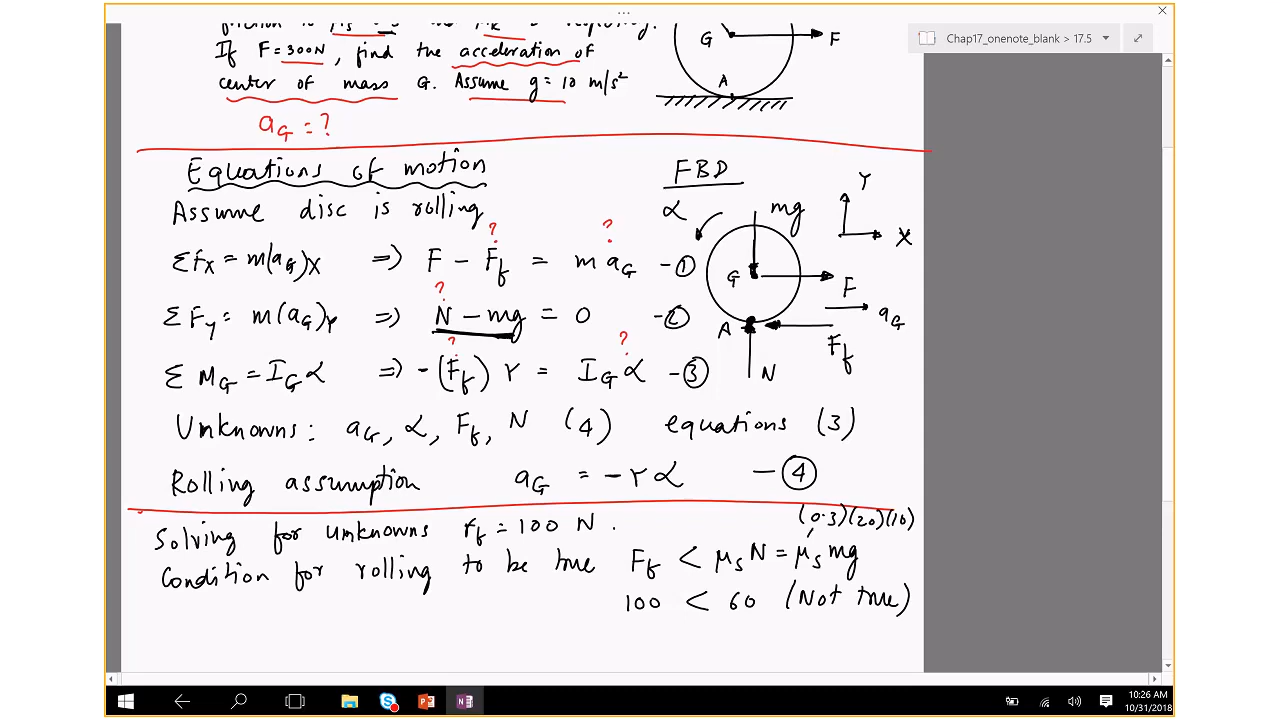 Chap17_onenote_blank > 17.5
If F = 300N, find the acceleration of
center of mass G. Assume g = 10 m/s²
a_G = ?
G
F
A
Equations of motion
FBD
Assume disc is rolling
α
mg
Y
X
ΣF_X = m(a_G)_X ⇒ F - F_f = m a_G - ①
? ?
G
F
a_G
ΣF_Y = m(a_G)_Y ⇒ N - mg = 0 - ②
?
A
F_f
ΣM_G = I_G α ⇒ -(F_f) r = I_G α - ③
? ?
N
Unknowns: a_G, α, F_f, N (4) equations (3)
Rolling assumption a_G = -rα - ④
Solving for unknowns F_f = 100 N.
(0.3)(20)(10)
Condition for rolling to be true F_f < μ_s N = μ_s mg
100 < 60 (Not true)
10:26 AM
10/31/2018